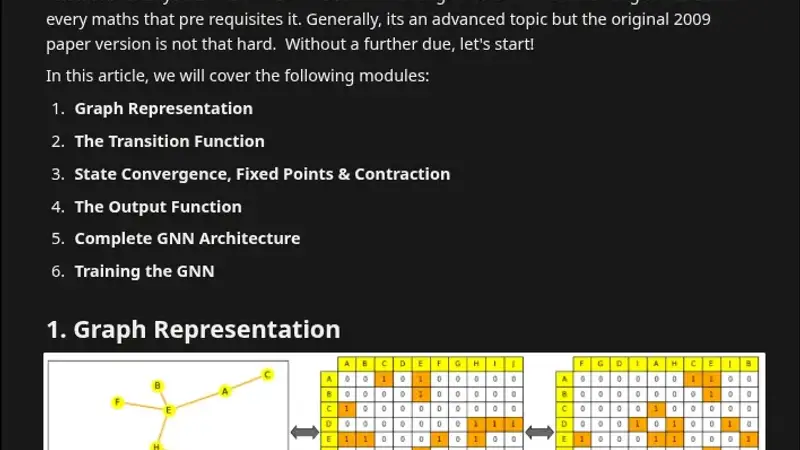 every maths that pre requisites it. Generally, its an advanced topic but the original 2009
paper version is not that hard. Without a further due, let's start!
In this article, we will cover the following modules:
1. Graph Representation
2. The Transition Function
3. State Convergence, Fixed Points & Contraction
4. The Output Function
5. Complete GNN Architecture
6. Training the GNN
1. Graph Representation
B
C
A
F
E
H
A B C D E F G H I J
A 0 0 1 0 1 0 0 0 0 0
B 0 0 0 0 1 0 0 0 0 0
C 1 0 0 0 0 0 0 0 0 0
D 0 0 0 0 0 0 0 1 1 1
E 1 1 0 0 0 1 0 1 0 0
F G D I A H C E J B
A 0 0 0 0 0 0 1 1 0 0
B 0 0 0 0 0 0 0 1 0 0
C 0 0 0 0 1 0 0 0 0 0
D 0 0 0 1 0 1 0 0 1 0
E 1 0 0 0 1 1 0 0 0 1